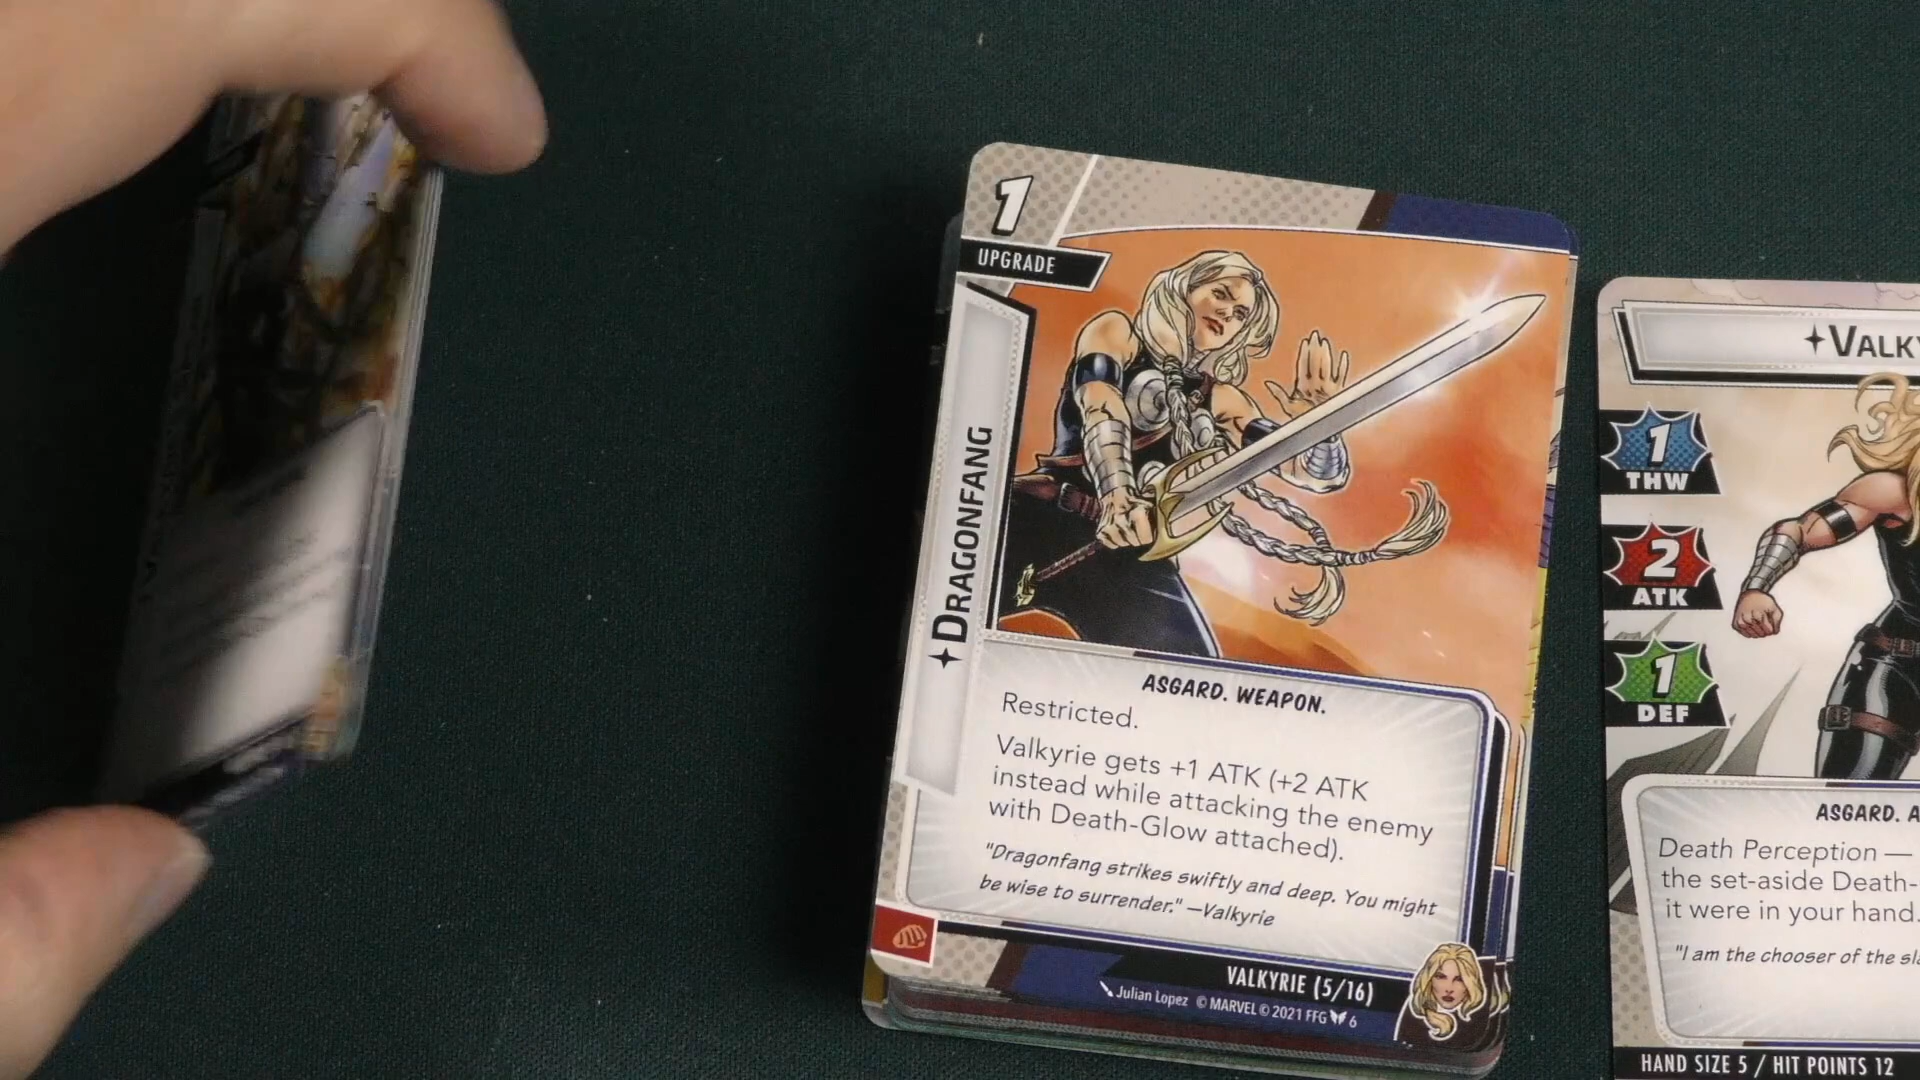 1
UPGRADE
DRAGONFANG
ASGARD. WEAPON.
Restricted.
Valkyrie gets +1 ATK (+2 ATK
instead while attacking the enemy
with Death-Glow attached).
"Dragonfang strikes swiftly and deep. You might
be wise to surrender." —Valkyrie
VALKYRIE (5/16)
Julian Lopez © MARVEL © 2021 FFG 6
VALKY
1
THW
2
ATK
1
DEF
ASGARD. A
Death Perception —
the set-aside Death-
it were in your hand.
"I am the chooser of the sla
HAND SIZE 5 / HIT POINTS 12